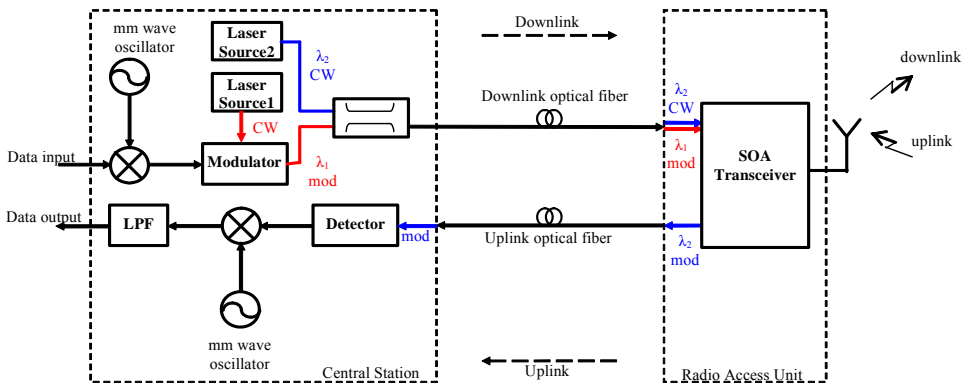 mm wave
oscillator
Laser
Source2
λ2
CW
Laser
Source1
CW
Data input
Modulator
λ1
mod
Downlink
Downlink optical fiber
λ2
CW
λ1
mod
SOA
Transceiver
downlink
uplink
Data output
LPF
Detector
mod
Uplink optical fiber
λ2
mod
mm wave
oscillator
Central Station
Uplink
Radio Access Unit